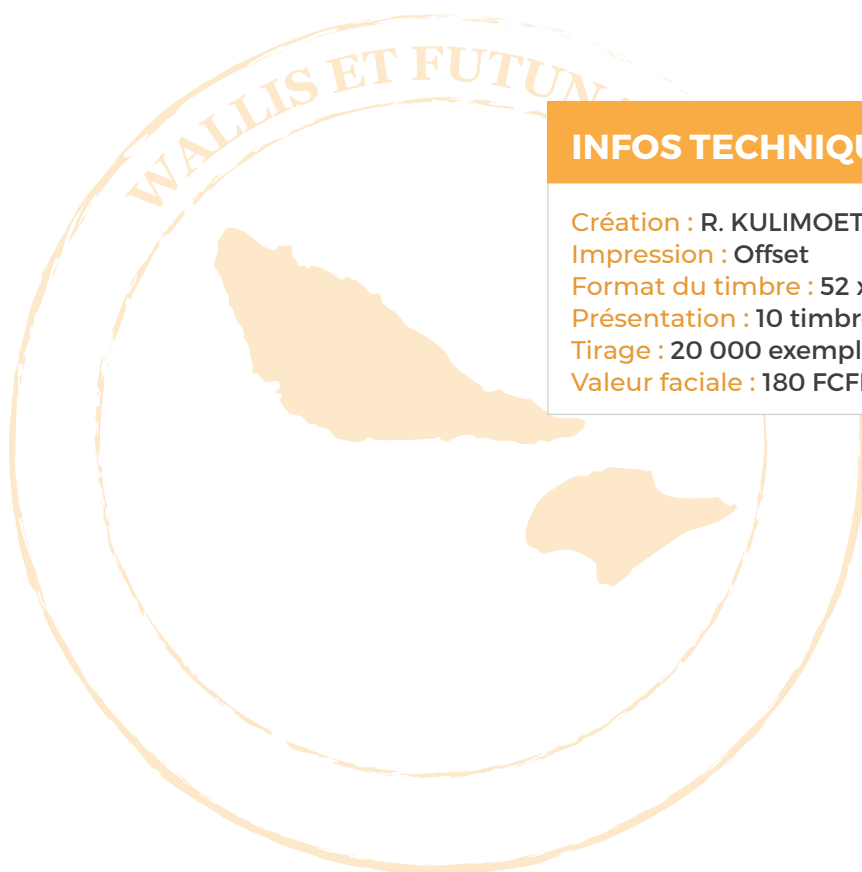 WALLIS ET FUTUN
INFOS TECHNIQU
Création : R. KULIMOET
Impression : Offset
Format du timbre : 52 x
Présentation : 10 timbr
Tirage : 20 000 exempl
Valeur faciale : 180 FCF